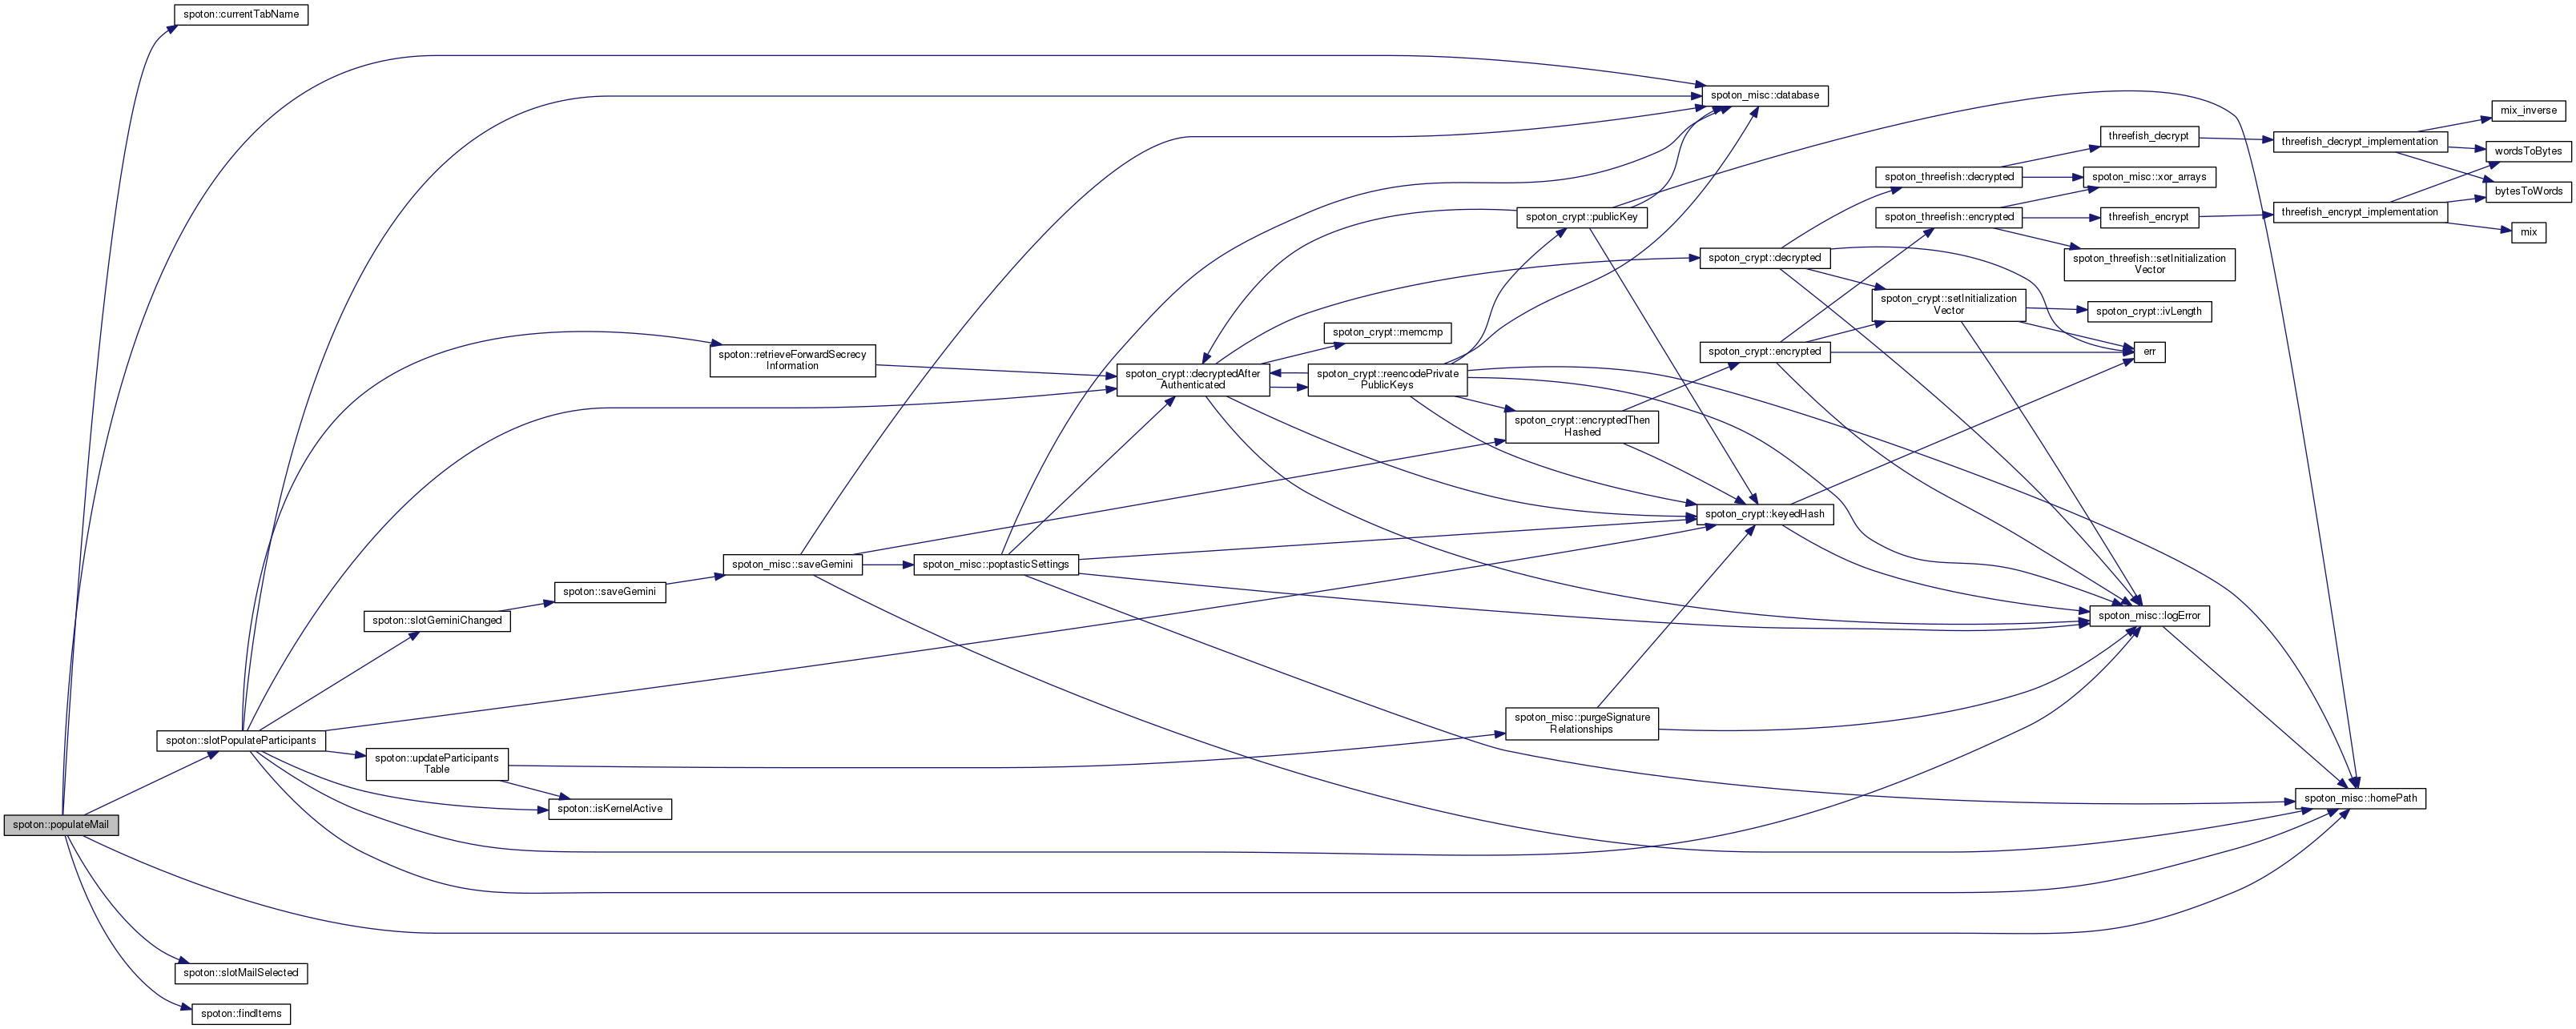 spoton::currentTabName
spoton_misc::database
mix_inverse
threefish_decrypt
threefish_decrypt_implementation
wordsToBytes
spoton_threefish::decrypted
spoton_misc::xor_arrays
bytesToWords
spoton_crypt::publicKey
spoton_threefish::encrypted
threefish_encrypt
threefish_encrypt_implementation
mix
spoton_crypt::decrypted
spoton_threefish::setInitialization
Vector
spoton_crypt::setInitialization
Vector
spoton_crypt::ivLength
spoton_crypt::memcmp
spoton::retrieveForwardSecrecy
Information
spoton_crypt::encrypted
err
spoton_crypt::decryptedAfter
Authenticated
spoton_crypt::reencodePrivate
PublicKeys
spoton_crypt::encryptedThen
Hashed
spoton_crypt::keyedHash
spoton_misc::saveGemini
spoton_misc::poptasticSettings
spoton::saveGemini
spoton::slotGeminiChanged
spoton_misc::logError
spoton_misc::purgeSignature
Relationships
spoton::slotPopulateParticipants
spoton::updateParticipants
Table
spoton::isKernelActive
spoton_misc::homePath
spoton::populateMail
spoton::slotMailSelected
spoton::findItems